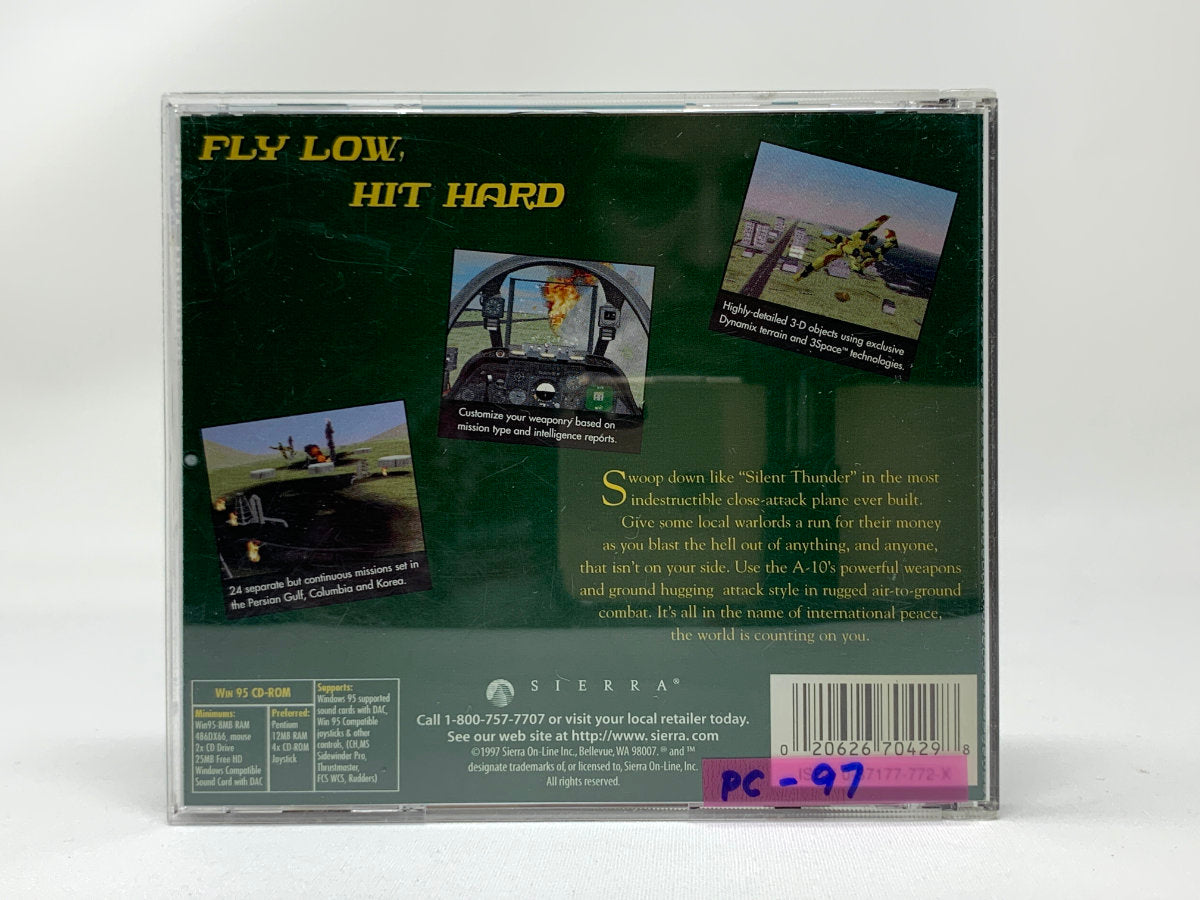 FLY LOW,
HIT HARD
Highly-detailed 3-D objects using exclusive
Dynamix terrain and 3Space™ technologies.
Customize your weaponry based on
mission type and intelligence reports.
24 separate but continuous missions set in
the Persian Gulf, Columbia and Korea.
Swoop down like “Silent Thunder” in the most
indestructible close-attack plane ever built.
Give some local warlords a run for their money
as you blast the hell out of anything, and anyone,
that isn't on your side. Use the A-10's powerful weapons
and ground hugging attack style in rugged air-to-ground
combat. It's all in the name of international peace,
the world is counting on you.
WIN 95 CD-ROM
Minimums:
Win95-8MB RAM
486DX66, mouse
2x CD Drive
25MB Free HD
Windows Compatible
Sound Card with DAC
Preferred:
Pentium
12MB RAM
4x CD-ROM
Joystick
Supports:
Windows 95 supported
sound cards with DAC,
Win 95 Compatible
joysticks & other
controls, (CH,MS
Sidewinder Pro,
Thrustmaster,
FCS WCS, Rudders)
SIERRA®
Call 1-800-757-7707 or visit your local retailer today.
See our web site at http://www.sierra.com
©1997 Sierra On-Line Inc., Bellevue, WA 98007. ® and ™
designate trademarks of, or licensed to, Sierra On-Line, Inc.
All rights reserved.
0 20626 70429 8
PC-97
77-772-X